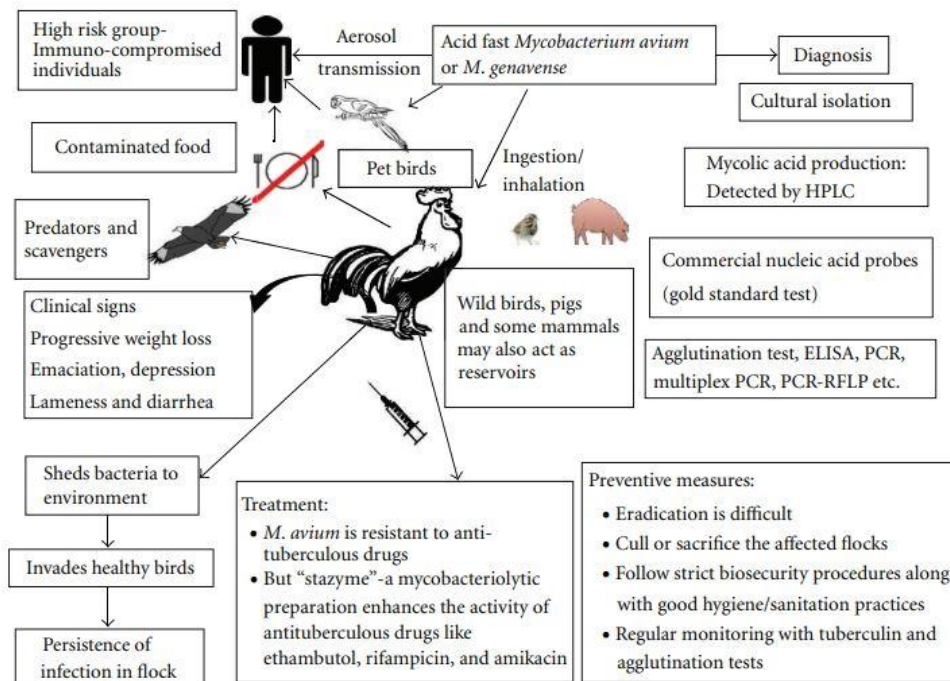 High risk group-
Immuno-compromised
individuals
Aerosol
transmission
Acid fast Mycobacterium avium
or M. genavense
Diagnosis
Cultural isolation
Contaminated food
Pet birds
Ingestion/
inhalation
Mycolic acid production:
Detected by HPLC
Predators and
scavengers
Commercial nucleic acid probes
(gold standard test)
Clinical signs
Progressive weight loss
Emaciation, depression
Lameness and diarrhea
Wild birds, pigs
and some mammals
may also act as
reservoirs
Agglutination test, ELISA, PCR,
multiplex PCR, PCR-RFLP etc.
Sheds bacteria to
environment
Invades healthy birds
Persistence of
infection in flock
Treatment:
• M. avium is resistant to anti-
tuberculous drugs
• But “stazyme”-a mycobacteriolytic
preparation enhances the activity of
antituberculous drugs like
ethambutol, rifampicin, and amikacin
Preventive measures:
• Eradication is difficult
• Cull or sacrifice the affected flocks
• Follow strict biosecurity procedures along
with good hygiene/sanitation practices
• Regular monitoring with tuberculin and
agglutination tests